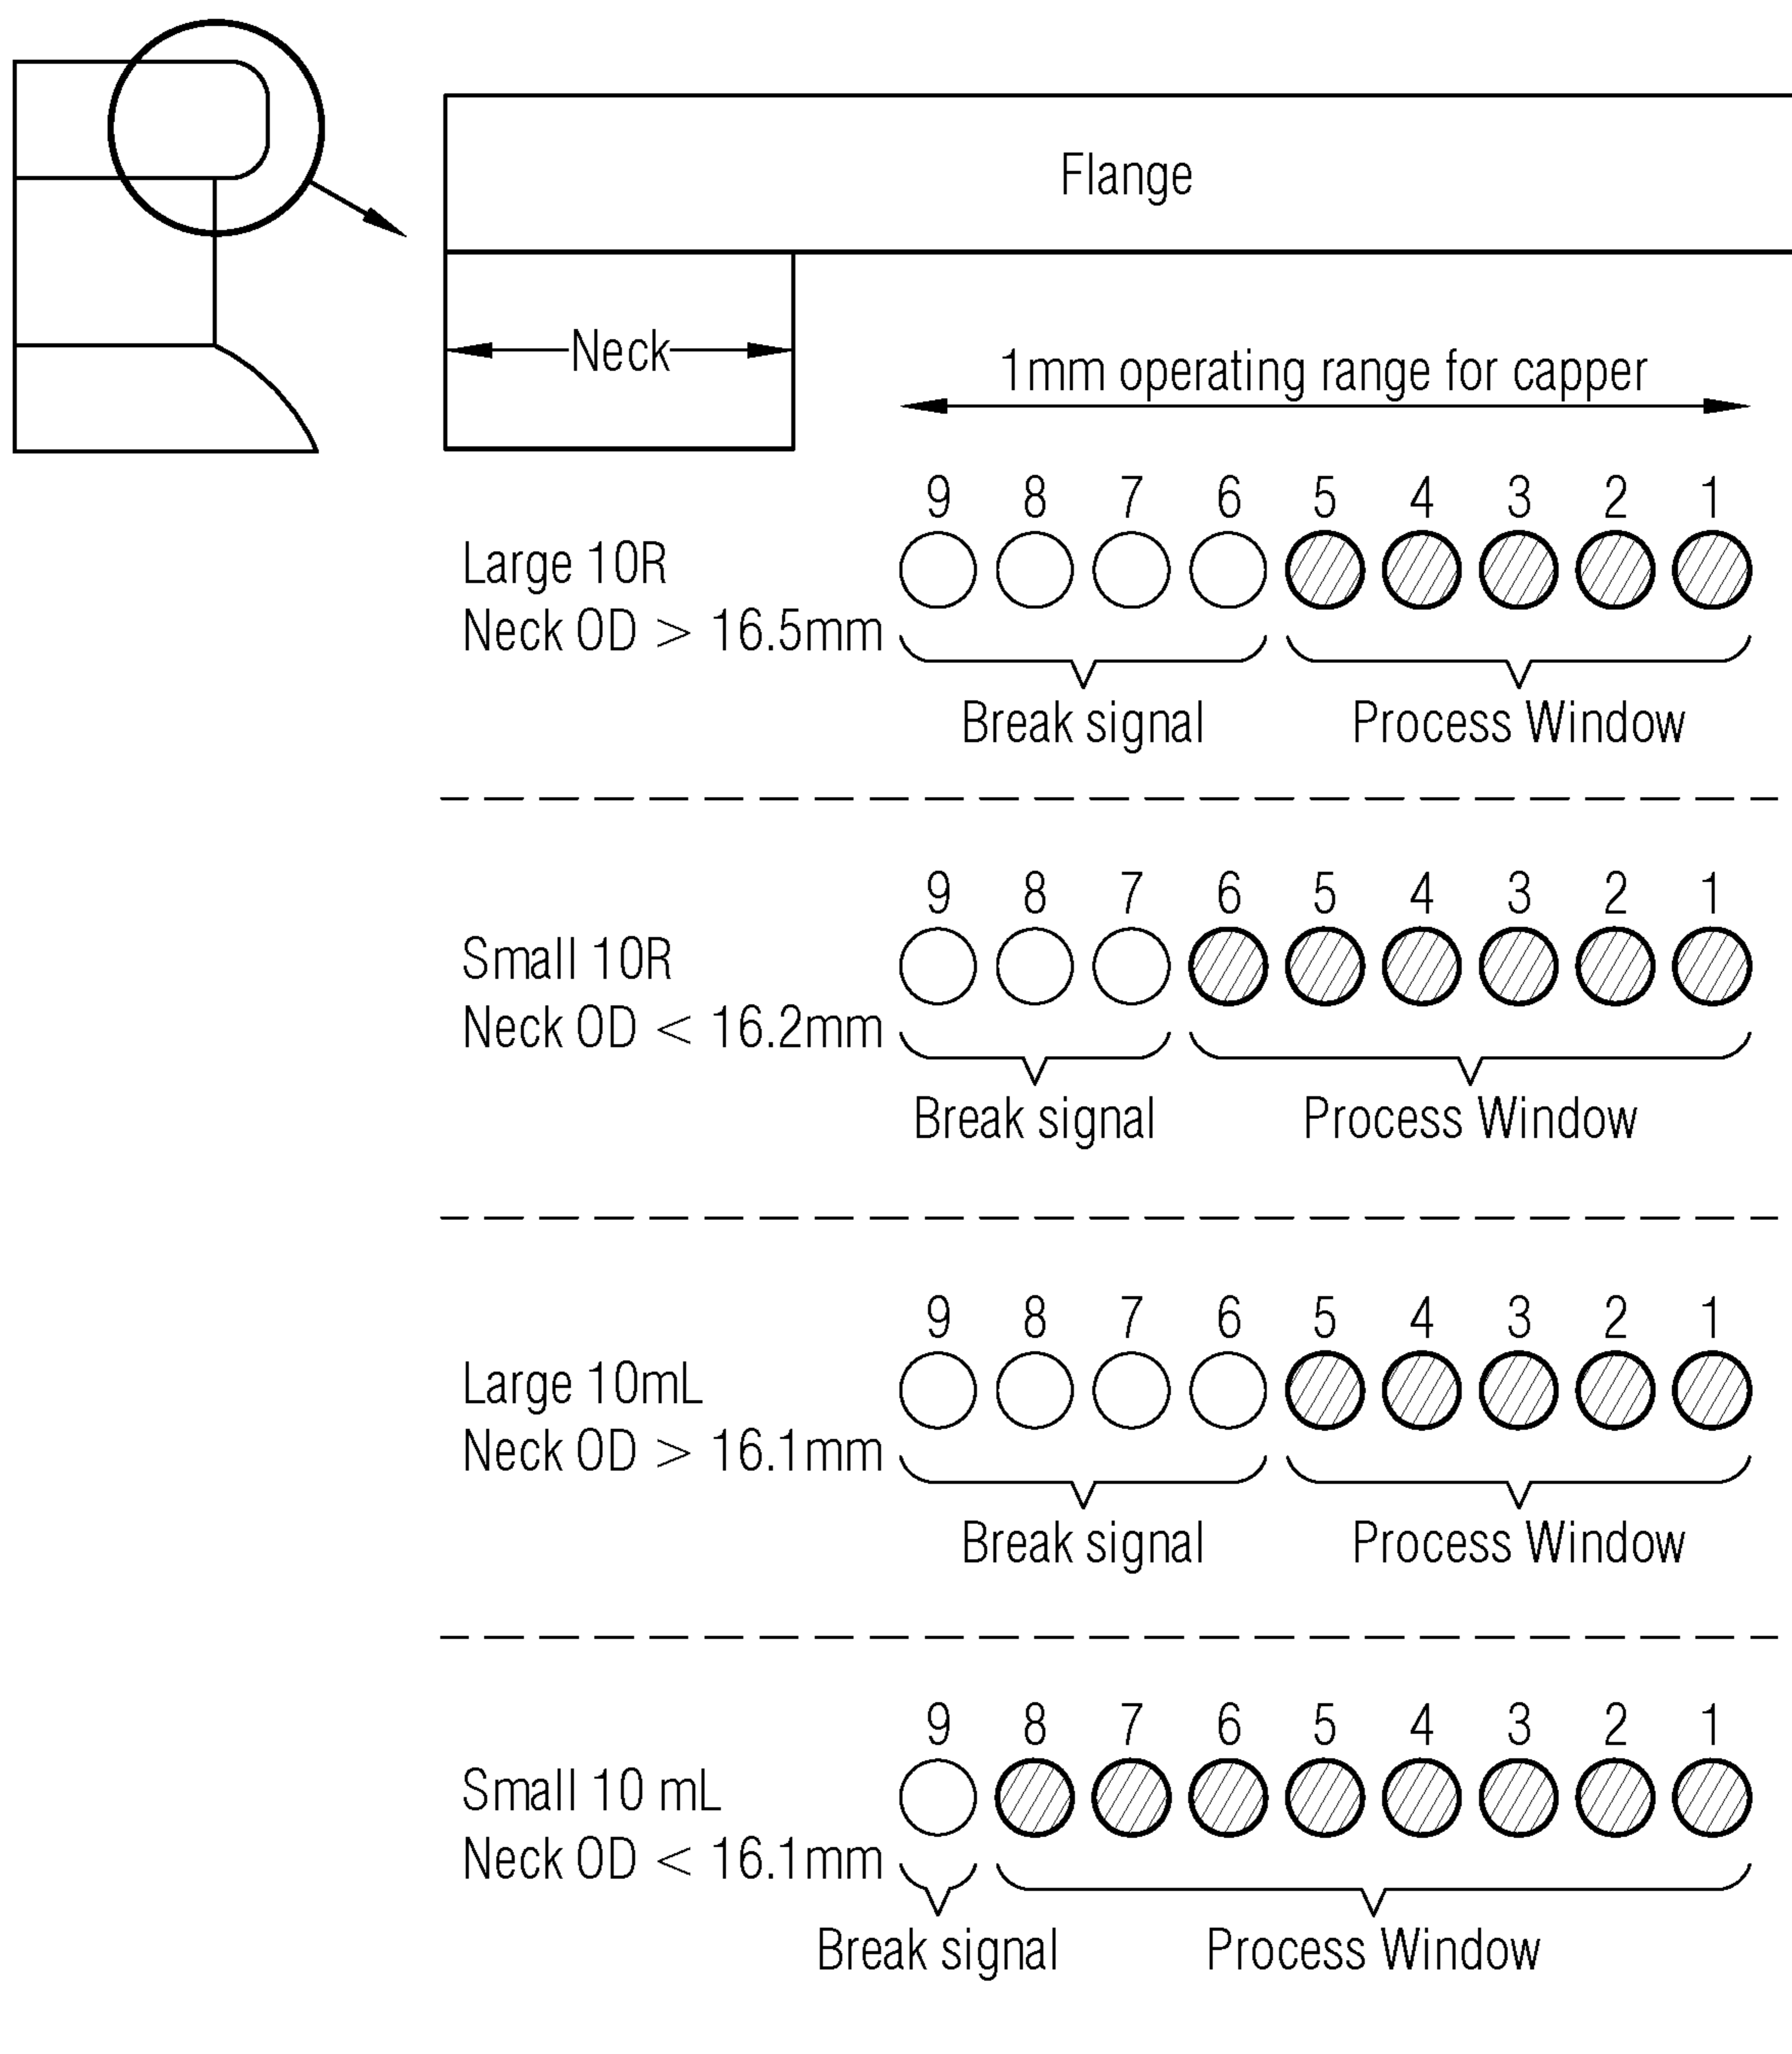 Flange
Neck
1mm operating range for capper
9 8 7 6 5 4 3 2 1
Large 10R
Neck OD > 16.5mm
Break signal Process Window
9 8 7 6 5 4 3 2 1
Small 10R
Neck OD < 16.2mm
Break signal Process Window
9 8 7 6 5 4 3 2 1
Large 10mL
Neck OD > 16.1mm
Break signal Process Window
9 8 7 6 5 4 3 2 1
Small 10 mL
Neck OD < 16.1mm
Break signal Process Window